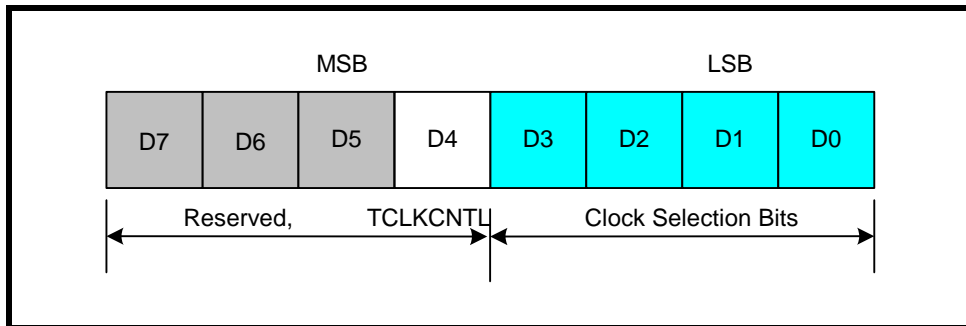 MSB LSB
D7 D6 D5 D4 D3 D2 D1 D0
Reserved, TCLKCNTL Clock Selection Bits